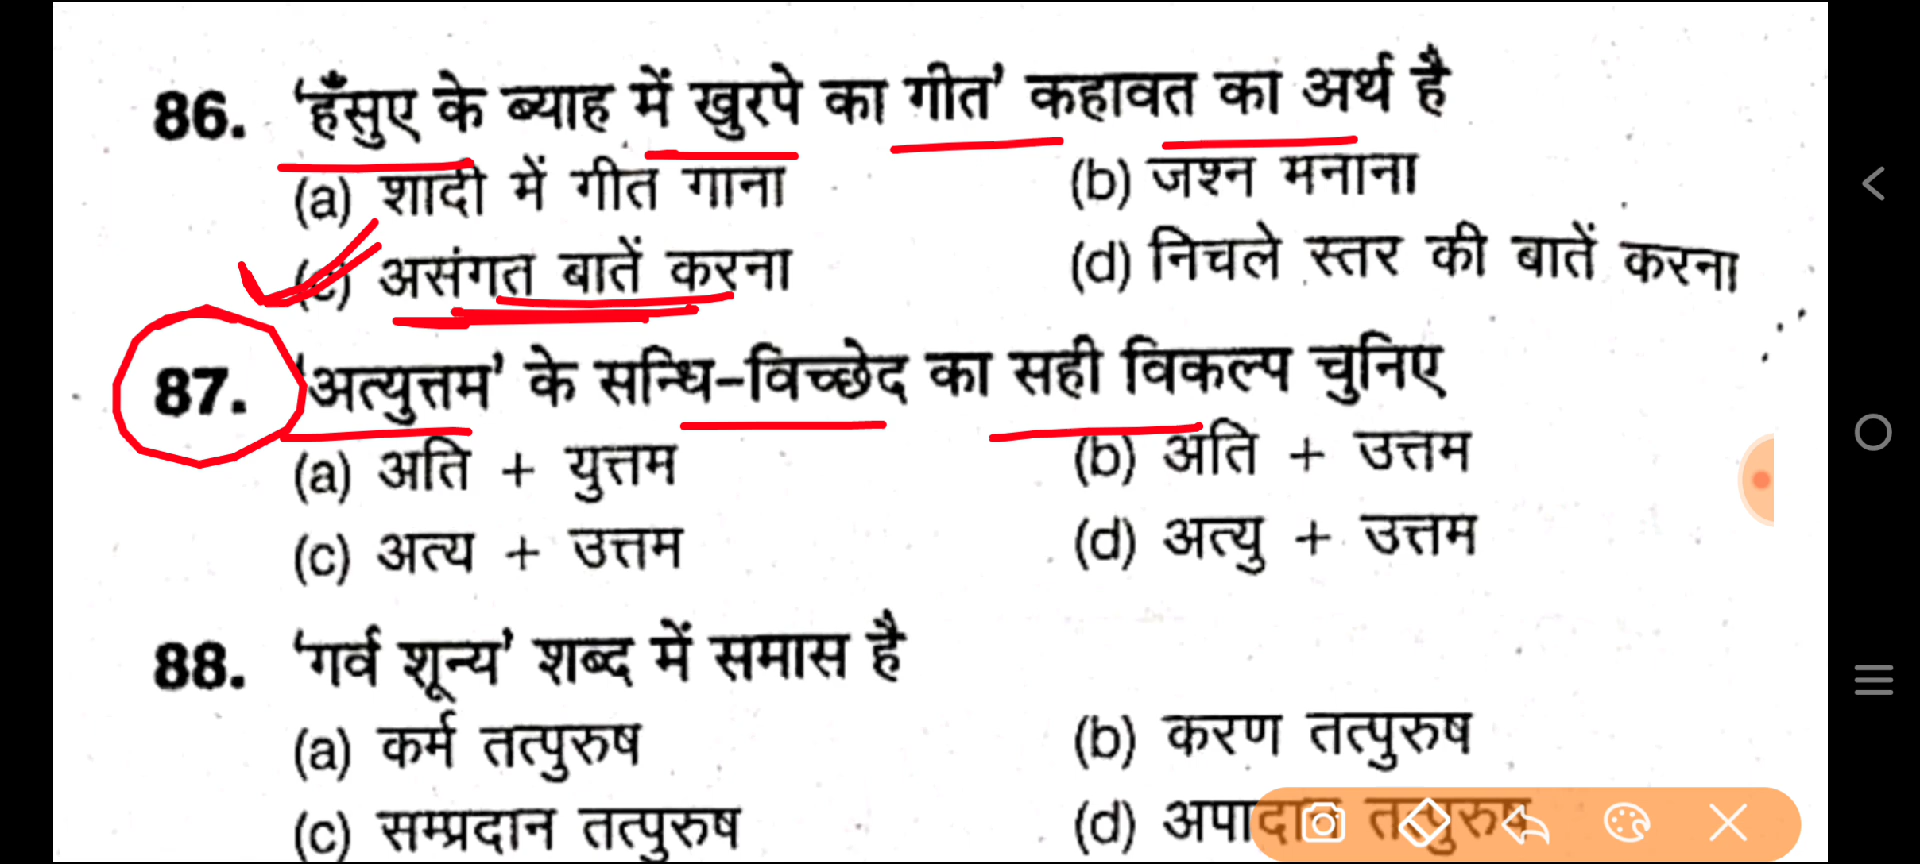 86. 'हँसुए के ब्याह में खुरपे का गीत' कहावत का अर्थ है
(a) शादी में गीत गाना (b) जश्न मनाना
(c) असंगत बातें करना (d) निचले स्तर की बातें करना
87. 'अत्युत्तम' के सन्धि-विच्छेद का सही विकल्प चुनिए
(a) अति + युत्तम (b) अति + उत्तम
(c) अत्य + उत्तम (d) अत्यु + उत्तम
88. 'गर्व शून्य' शब्द में समास है
(a) कर्म तत्पुरुष (b) करण तत्पुरुष
(c) सम्प्रदान तत्पुरुष (d) अपादान तत्पुरुष